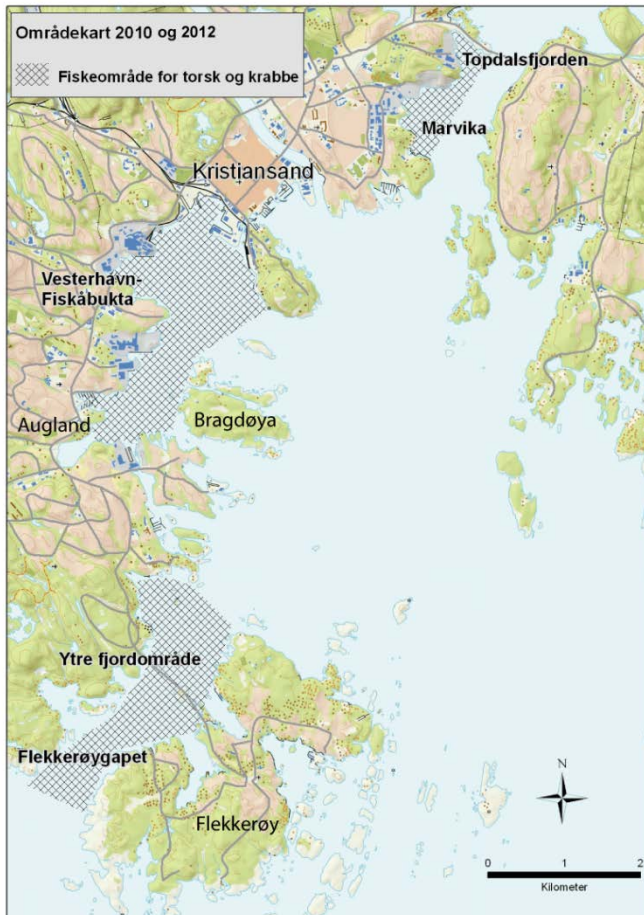 Områdekart 2010 og 2012
Fiskeområde for torsk og krabbe
Topdalsfjorden
Marvika
Kristiansand
Vesterhavn-
Fiskåbukta
Augland
Bragdøya
Ytre fjordområde
Flekkerøygapet
Flekkerøy
N
0 1 2
Kilometer